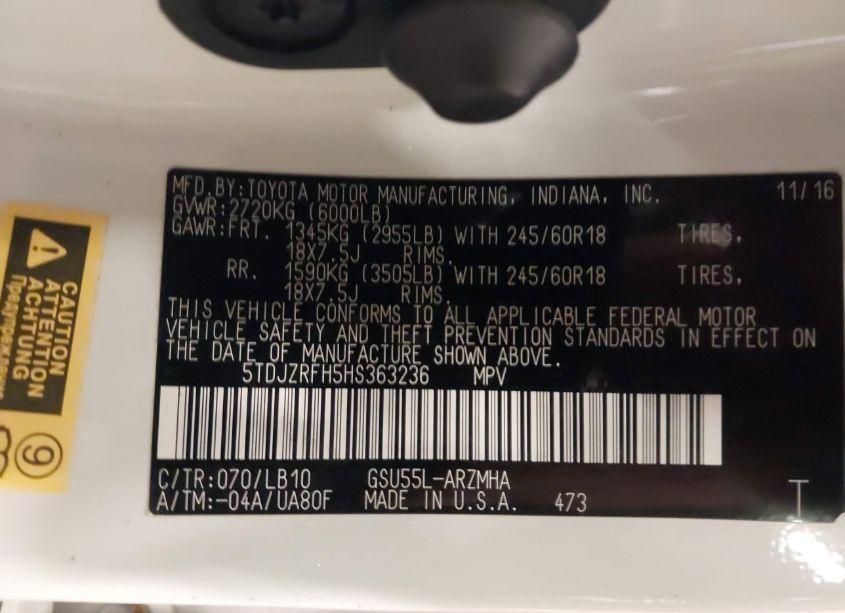 MFD.BY:TOYOTA MOTOR MANUFACTURING, INDIANA, INC. 11/16
GVWR:2720KG (6000LB)
GAWR:FRT. 1345KG (2955LB) WITH 245/60R18 TIRES,
18X7.5J RIMS.
RR. 1590KG (3505LB) WITH 245/60R18 TIRES,
18X7.5J RIMS.
THIS VEHICLE CONFORMS TO ALL APPLICABLE FEDERAL MOTOR
VEHICLE SAFETY AND THEFT PREVENTION STANDARDS IN EFFECT ON
THE DATE OF MANUFACTURE SHOWN ABOVE.
5TDJZRFH5HS363236 MPV
C/TR:070/LB10 GSU55L-ARZMHA
A/TM:-04A/UA80F MADE IN U.S.A. 473
T
CAUTION
ATTENTION
ACHTUNG
9